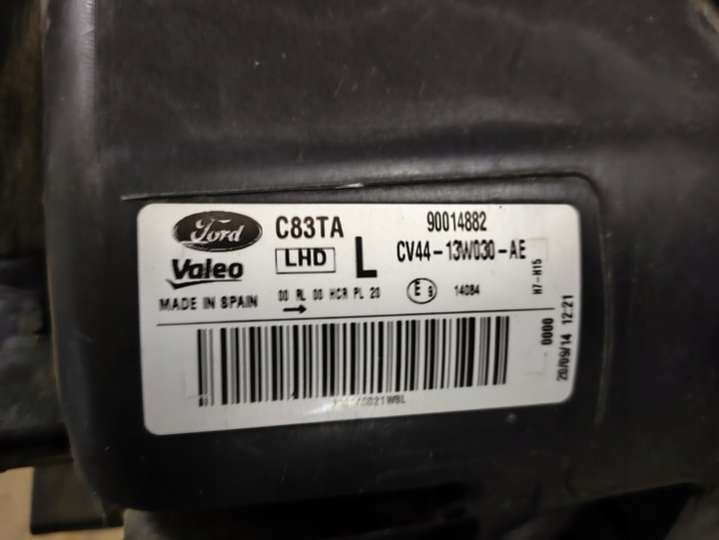 Ford
C83TA
90014882
Valeo
LHD
L
CV44-13W030-AE
MADE IN SPAIN
00 RL 00 HCR PL 20
E 9
14084
H7-H15
0000
20/09/14 12:21